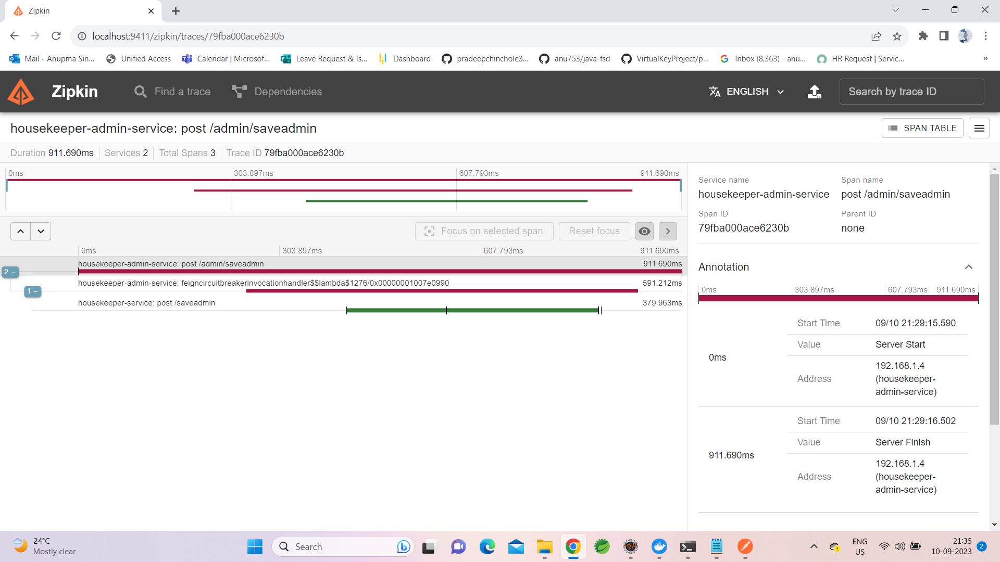 Zipkin
localhost:9411/zipkin/traces/79fba000ace6230b
Mail - Anupma Sin...
Unified Access
Calendar | Microsof...
Leave Request & Is...
Dashboard
pradeepchinchole3...
anu753/java-fsd
VirtualKeyProject/p...
Inbox (8,363) - anu...
HR Request | Servic...
»
Zipkin
Find a trace
Dependencies
ENGLISH
Search by trace ID
housekeeper-admin-service: post /admin/saveadmin
SPAN TABLE
Duration 911.690ms
Services 2
Total Spans 3
Trace ID 79fba000ace6230b
0ms
303.897ms
607.793ms
911.690ms
Focus on selected span
Reset focus
0ms
303.897ms
607.793ms
911.690ms
housekeeper-admin-service: post /admin/saveadmin
911.690ms
2 −
housekeeper-admin-service: feigncircuitbreakerinvocationhandler$$lambda$1276/0x00000001007e0990
591.212ms
1 −
housekeeper-service: post /saveadmin
379.963ms
Service name
housekeeper-admin-service
Span name
post /admin/saveadmin
Span ID
79fba000ace6230b
Parent ID
none
Annotation
0ms
303.897ms
607.793ms
911.690ms
0ms
Start Time
09/10 21:29:15.590
Value
Server Start
Address
192.168.1.4
(housekeeper-
admin-service)
911.690ms
Start Time
09/10 21:29:16.502
Value
Server Finish
Address
192.168.1.4
(housekeeper-
admin-service)
24°C
Mostly clear
Search
ENG
US
21:35
10-09-2023
2